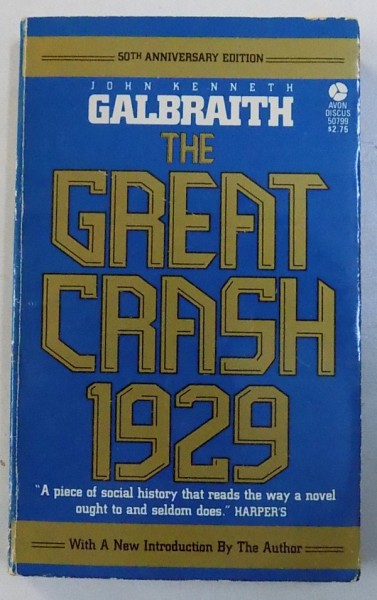 50TH ANNIVERSARY EDITION
JOHN KENNETH
GALBRAITH
AVON
DISCUS
50799
$2.75
THE
GREAT
CRASH
1929
"A piece of social history that reads the way a novel
ought to and seldom does." HARPER'S
With A New Introduction By The Author